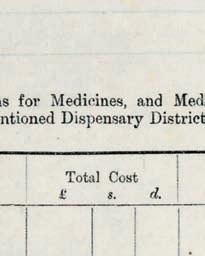 s for Medicines, and Med
ntioned Dispensary District
Total Cost
£ s. d.